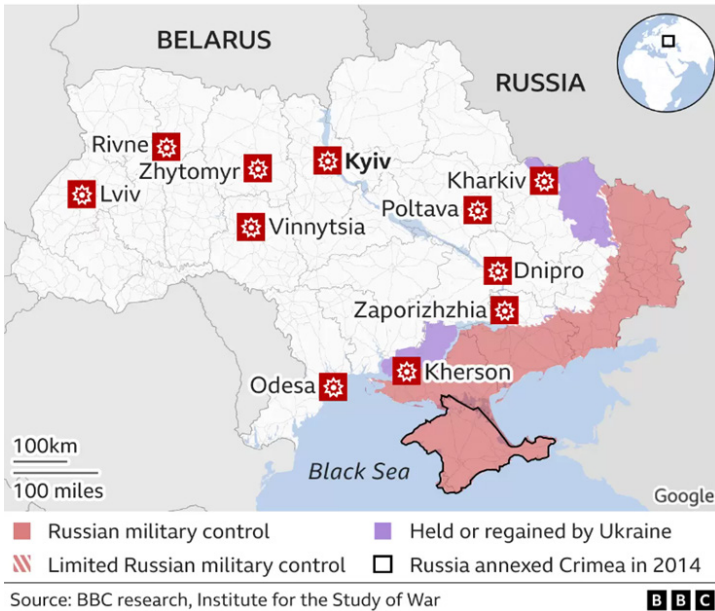 BELARUS
RUSSIA
Rivne
Zhytomyr
Kyiv
Lviv
Kharkiv
Poltava
Vinnytsia
Dnipro
Zaporizhzhia
Kherson
Odesa
100km
100 miles
Black Sea
Google
Russian military control
Held or regained by Ukraine
Limited Russian military control
Russia annexed Crimea in 2014
Source: BBC research, Institute for the Study of War
BBC